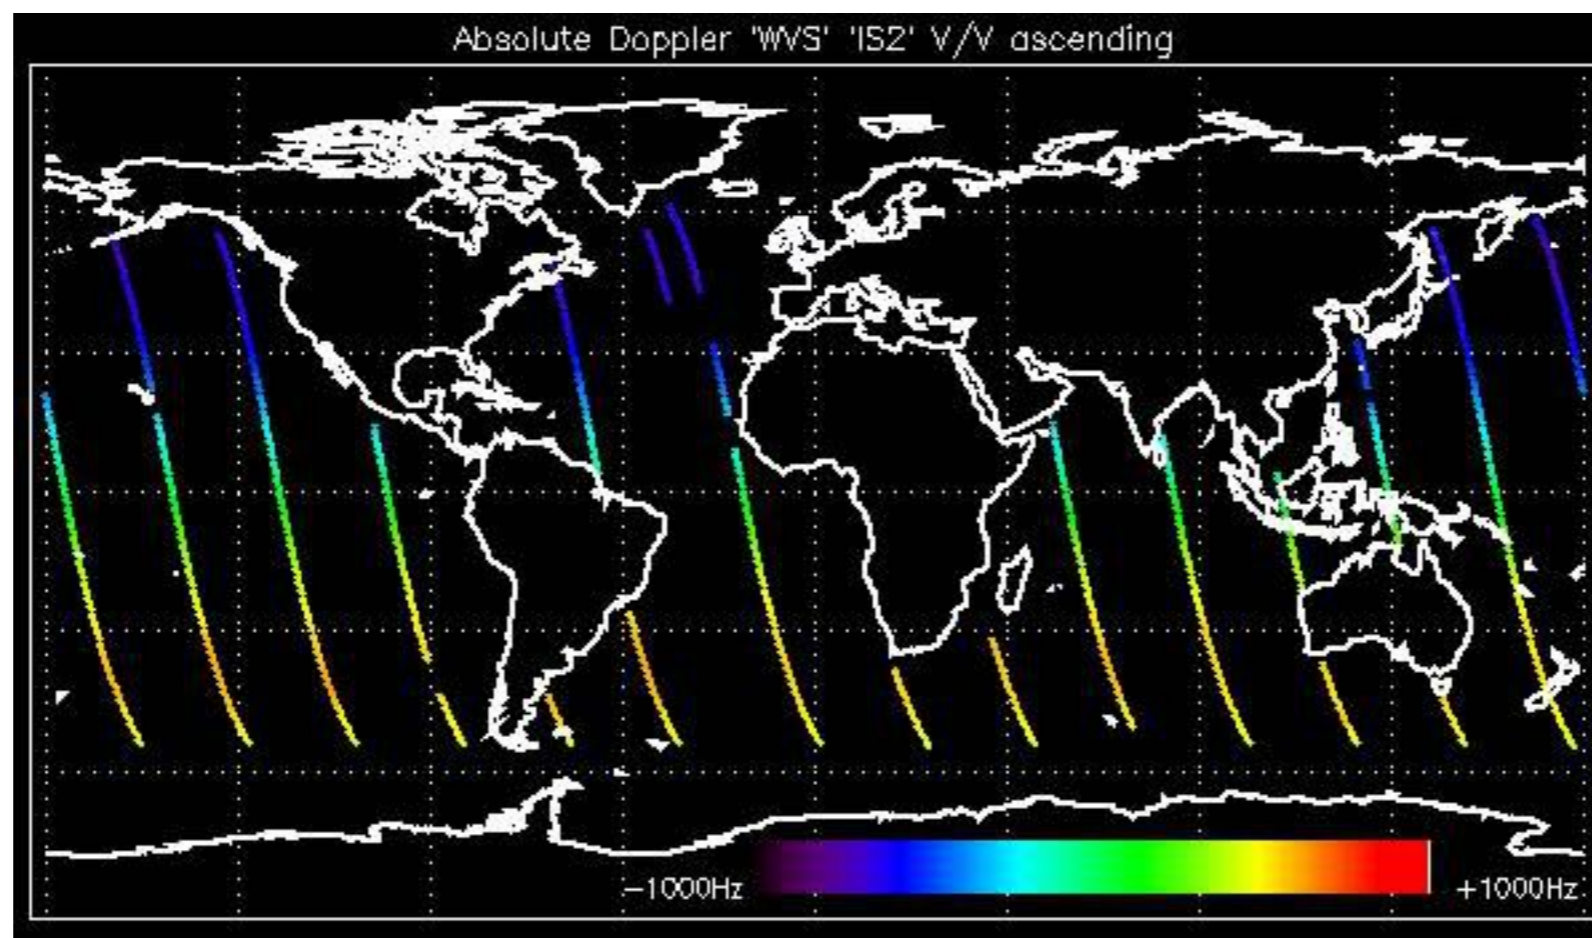 Absolute Doppler 'WVS' 'IS2' V/V ascending
-1000Hz
+1000Hz